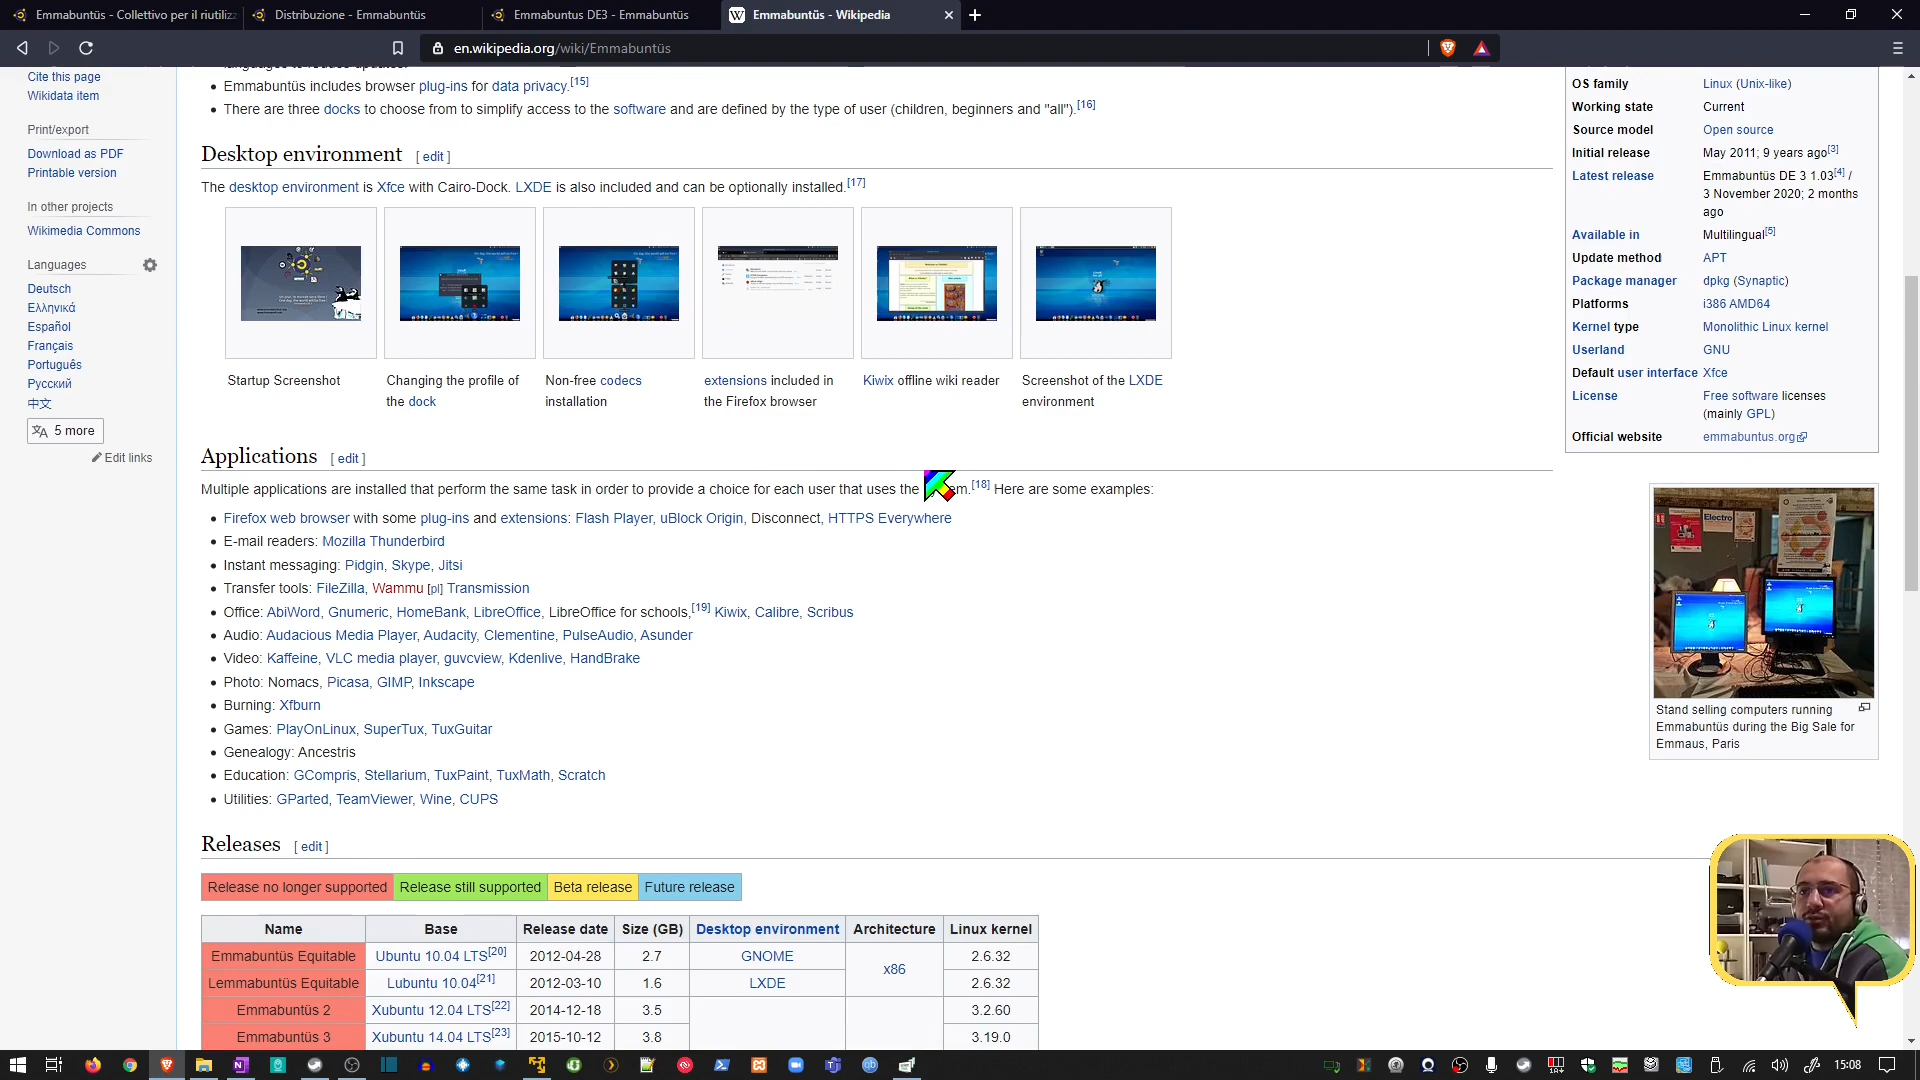 Emmabuntüs - Collettivo per il riutiliz
Distribuzione - Emmabuntüs
Emmabuntus DE3 - Emmabuntüs
Emmabuntüs - Wikipedia
en.wikipedia.org/wiki/Emmabuntüs
Cite this page
Wikidata item
Print/export
Download as PDF
Printable version
In other projects
Wikimedia Commons
Languages
Deutsch
Ελληνικά
Español
Français
Português
Русский
中文
5 more
Edit links
Emmabuntüs includes browser plug-ins for data privacy.[15]
There are three docks to choose from to simplify access to the software and are defined by the type of user (children, beginners and "all").[16]
Desktop environment [ edit ]
The desktop environment is Xfce with Cairo-Dock. LXDE is also included and can be optionally installed.[17]
Startup Screenshot
Changing the profile of
the dock
Non-free codecs
installation
extensions included in
the Firefox browser
Kiwix offline wiki reader
Screenshot of the LXDE
environment
Applications [ edit ]
Multiple applications are installed that perform the same task in order to provide a choice for each user that uses the em.[18] Here are some examples:
Firefox web browser with some plug-ins and extensions: Flash Player, uBlock Origin, Disconnect, HTTPS Everywhere
E-mail readers: Mozilla Thunderbird
Instant messaging: Pidgin, Skype, Jitsi
Transfer tools: FileZilla, Wammu [pl] Transmission
Office: AbiWord, Gnumeric, HomeBank, LibreOffice, LibreOffice for schools,[19] Kiwix, Calibre, Scribus
Audio: Audacious Media Player, Audacity, Clementine, PulseAudio, Asunder
Video: Kaffeine, VLC media player, guvcview, Kdenlive, HandBrake
Photo: Nomacs, Picasa, GIMP, Inkscape
Burning: Xfburn
Games: PlayOnLinux, SuperTux, TuxGuitar
Genealogy: Ancestris
Education: GCompris, Stellarium, TuxPaint, TuxMath, Scratch
Utilities: GParted, TeamViewer, Wine, CUPS
Releases [ edit ]
Release no longer supported Release still supported Beta release Future release
Name Base Release date Size (GB) Desktop environment Architecture Linux kernel
Emmabuntüs Equitable Ubuntu 10.04 LTS[20] 2012-04-28 2.7 GNOME x86 2.6.32
Lemmabuntüs Equitable Lubuntu 10.04[21] 2012-03-10 1.6 LXDE 2.6.32
Emmabuntüs 2 Xubuntu 12.04 LTS[22] 2014-12-18 3.5 3.2.60
Emmabuntüs 3 Xubuntu 14.04 LTS[23] 2015-10-12 3.8 3.19.0
OS family Linux (Unix-like)
Working state Current
Source model Open source
Initial release May 2011; 9 years ago[3]
Latest release Emmabuntüs DE 3 1.03[4] /
3 November 2020; 2 months
ago
Available in Multilingual[5]
Update method APT
Package manager dpkg (Synaptic)
Platforms i386 AMD64
Kernel type Monolithic Linux kernel
Userland GNU
Default user interface Xfce
License Free software licenses
(mainly GPL)
Official website emmabuntus.org
Electro
Stand selling computers running
Emmabuntüs during the Big Sale for
Emmaus, Paris
15:08